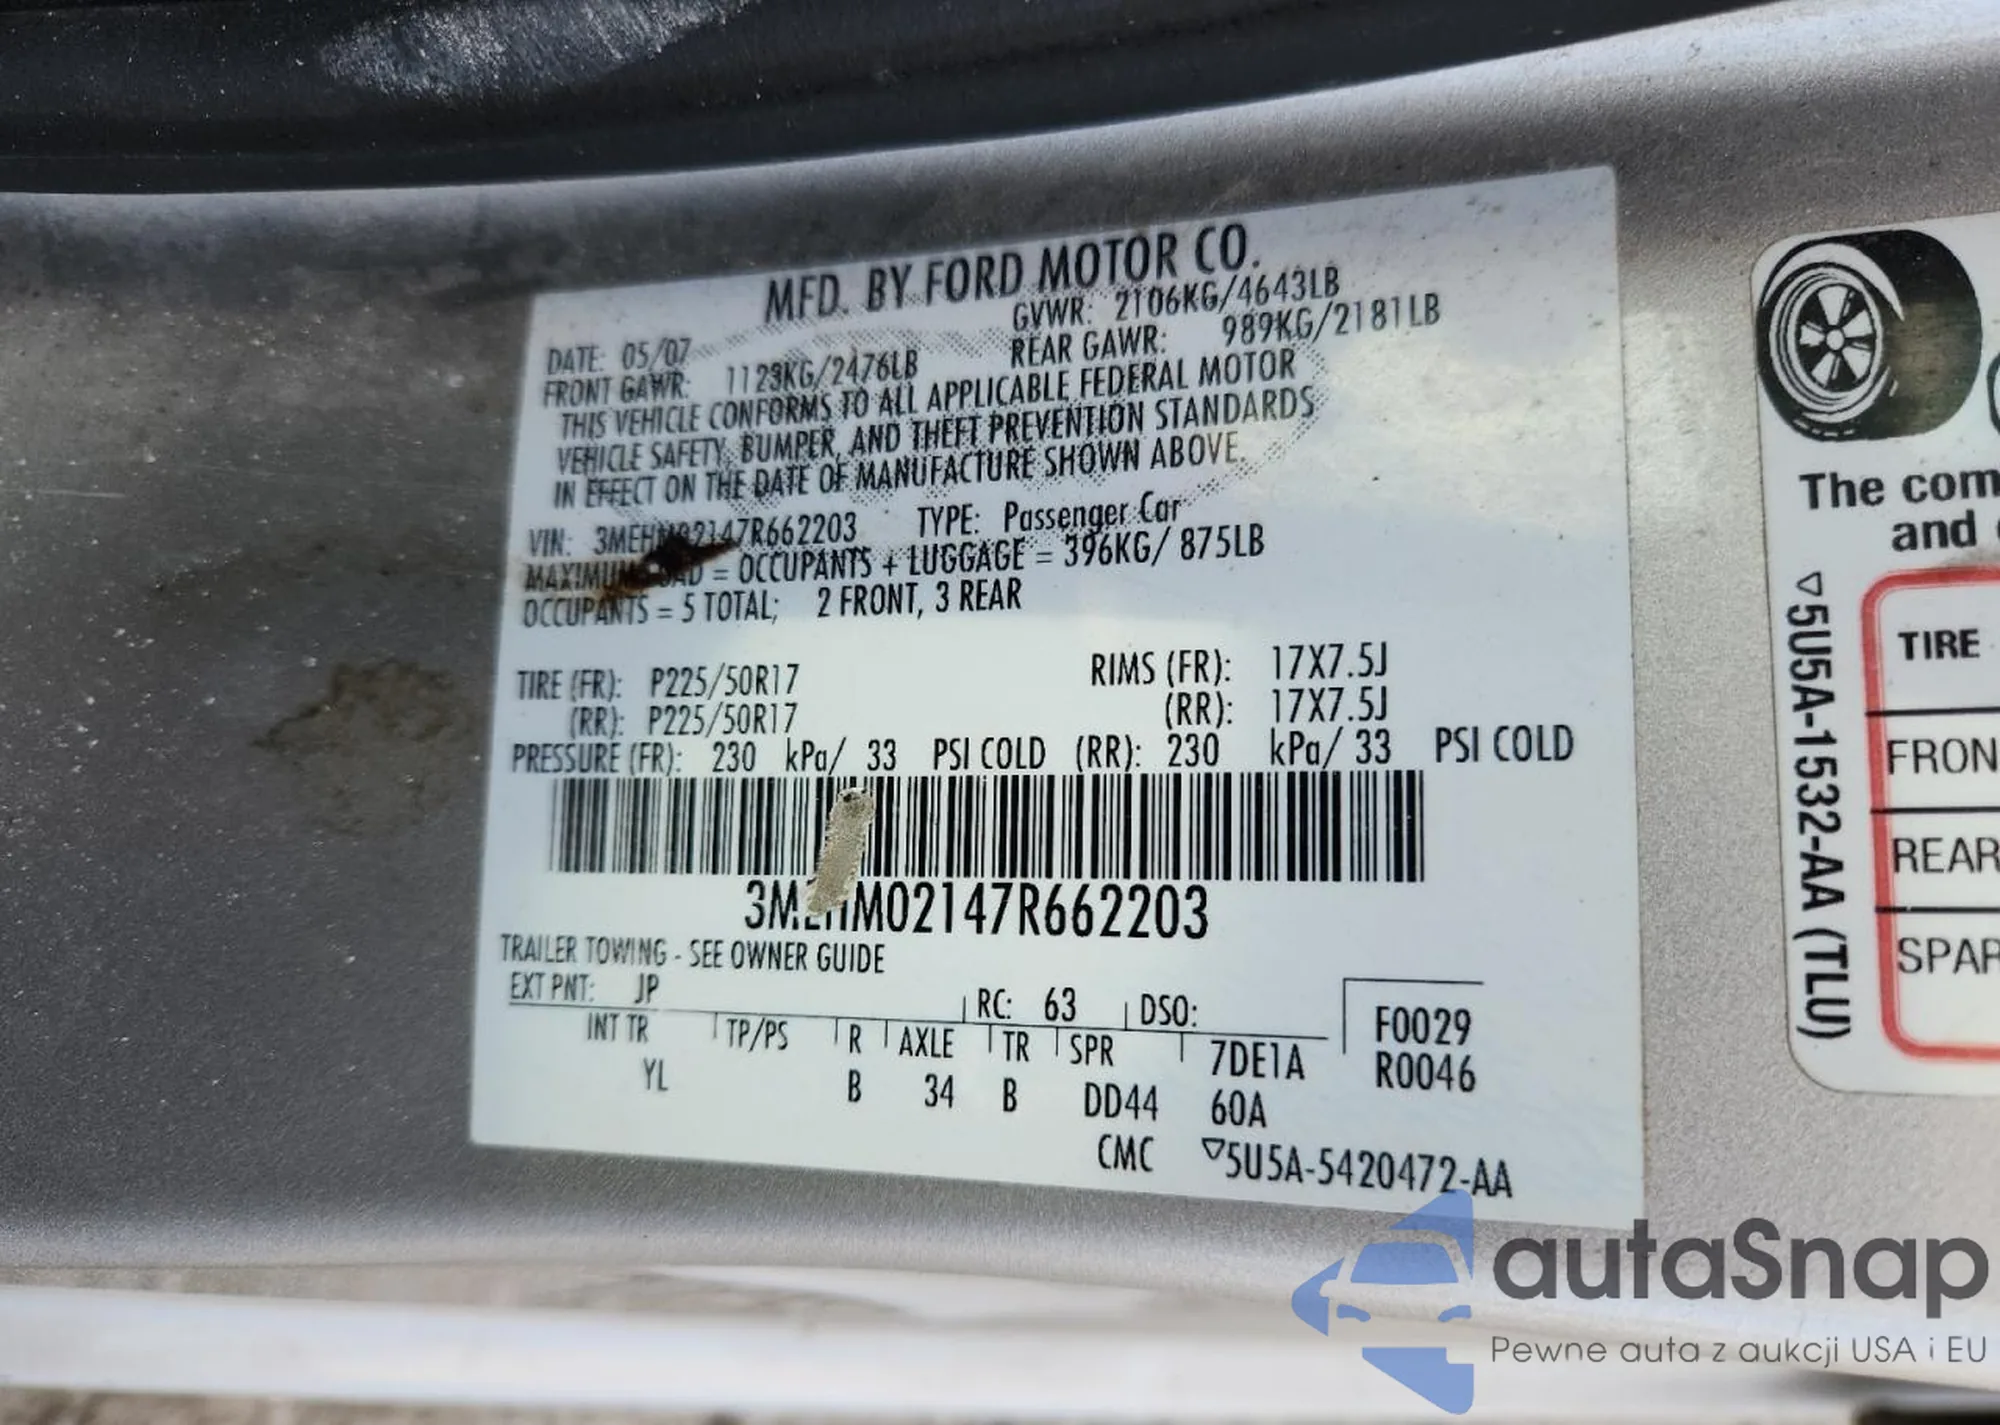 MFD. BY FORD MOTOR CO.
DATE: 05/07 GVWR: 2106KG/4643LB
FRONT GAWR: 1123KG/2476LB REAR GAWR: 989KG/2181LB
THIS VEHICLE CONFORMS TO ALL APPLICABLE FEDERAL MOTOR
VEHICLE SAFETY, BUMPER, AND THEFT PREVENTION STANDARDS
IN EFFECT ON THE DATE OF MANUFACTURE SHOWN ABOVE.
VIN: 3MEHM02147R662203 TYPE: Passenger Car
MAXIMUM LOAD = OCCUPANTS + LUGGAGE = 396KG/ 875LB
OCCUPANTS = 5 TOTAL; 2 FRONT, 3 REAR
TIRE (FR): P225/50R17 RIMS (FR): 17X7.5J
(RR): P225/50R17 (RR): 17X7.5J
PRESSURE (FR): 230 kPa/ 33 PSI COLD (RR): 230 kPa/ 33 PSI COLD
3MEHM02147R662203
TRAILER TOWING - SEE OWNER GUIDE
EXT PNT: JP RC: 63 DSO: F0029
INT TR TP/PS R AXLE TR SPR 7DE1A R0046
YL B 34 B DD44 60A
CMC ▽5U5A-5420472-AA
The com
and
▽5U5A-1532-AA (TLU)
TIRE
FRON
REAR
SPAR
autaSnap
Pewne auta z aukcji USA i EU